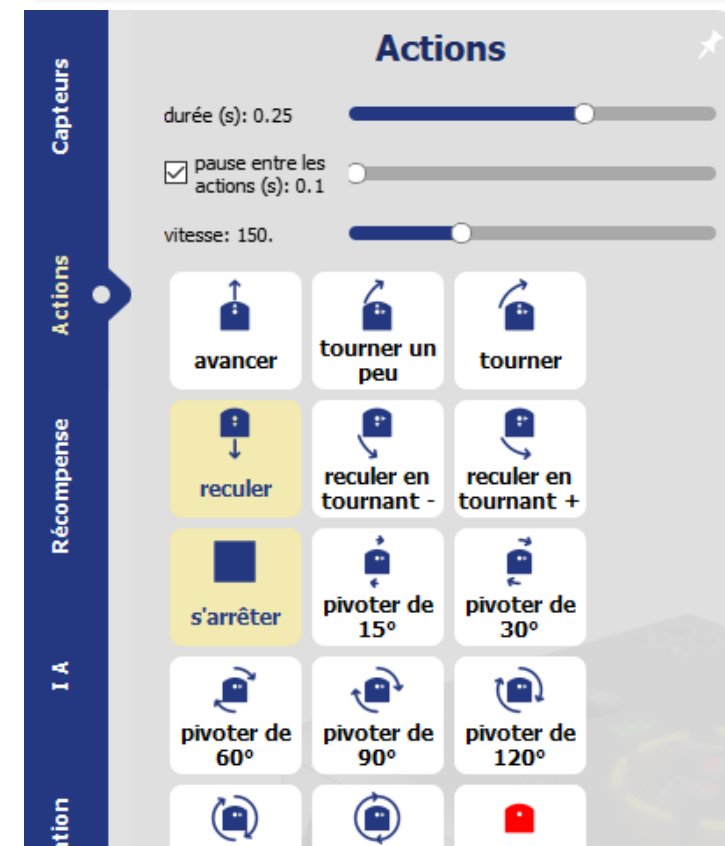 Capteurs
Actions
Récompense
I A
Actions
durée (s): 0.25
pause entre les
actions (s): 0.1
vitesse: 150.
avancer
tourner un
peu
tourner
reculer
reculer en
tournant -
reculer en
tournant +
s'arrêter
pivoter de
15°
pivoter de
30°
pivoter de
60°
pivoter de
90°
pivoter de
120°